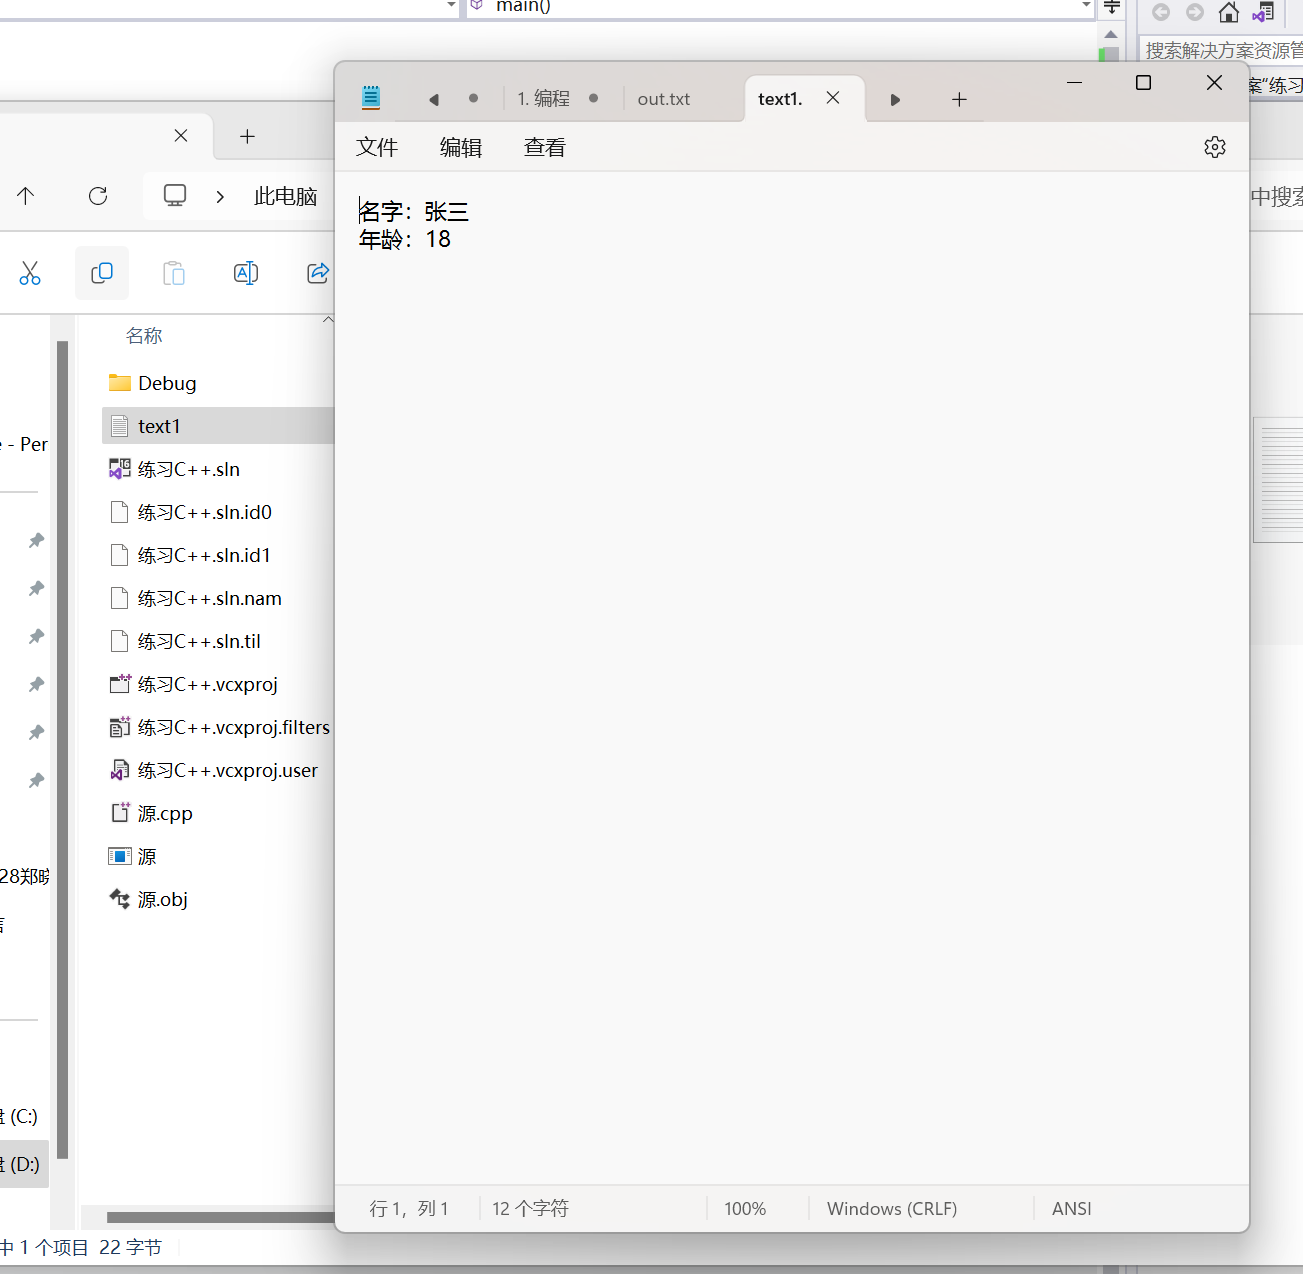 main()
搜索解决方案资源管
案"练习
1. 编程
out.txt
text1.
文件
编辑
查看
此电脑
中搜索
名字：张三
年龄：18
名称
Debug
text1
练习C++.sln
- Per
练习C++.sln.id0
练习C++.sln.id1
练习C++.sln.nam
练习C++.sln.til
练习C++.vcxproj
练习C++.vcxproj.filters
练习C++.vcxproj.user
源.cpp
源
28郑晓
源.obj
(C:)
(D:)
行 1，列 1
12 个字符
100%
Windows (CRLF)
ANSI
中 1 个项目
22 字节